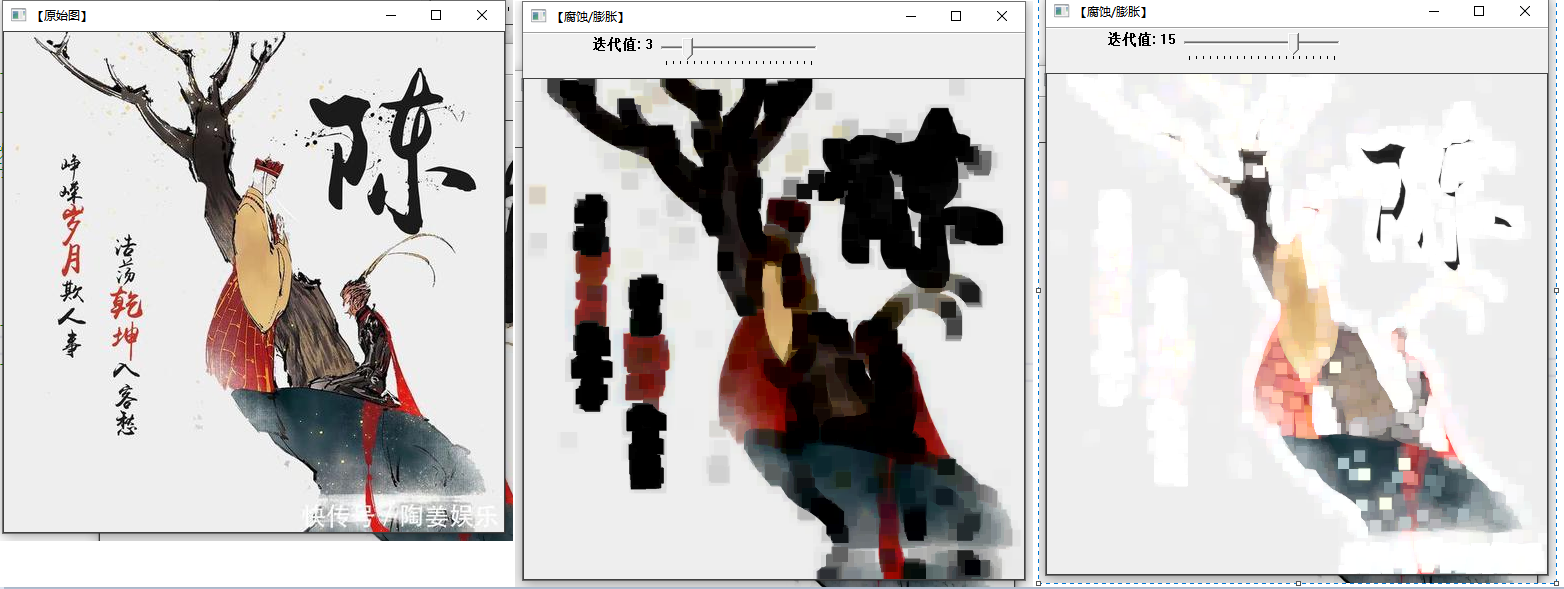 【原始图】
陈
峥
嵘
岁
月
欺
人
事
浩
荡
乾
坤
入
客
愁
快传号 / 陶姜娱乐
【腐蚀/膨胀】
迭代值: 3
【腐蚀/膨胀】
迭代值: 15